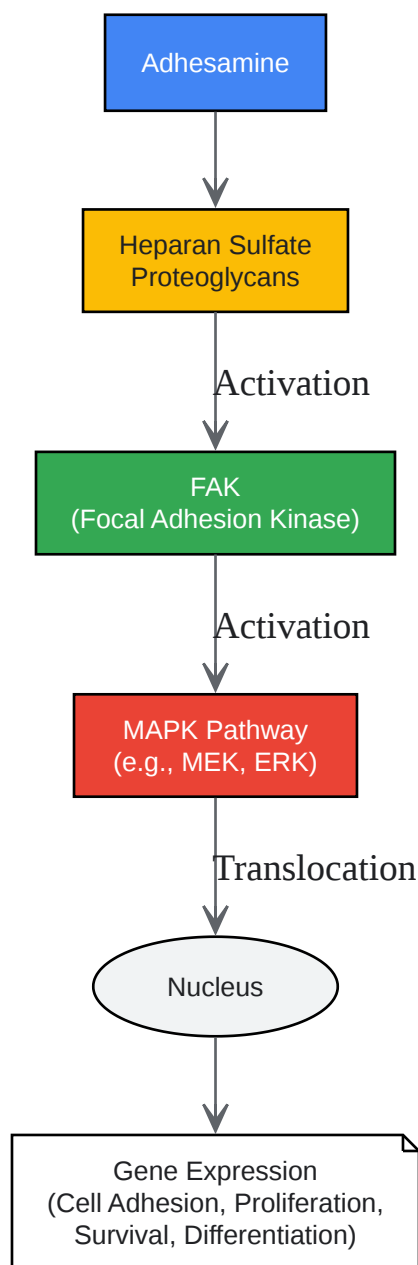 Adhesamine
Heparan Sulfate
Proteoglycans
Activation
FAK
(Focal Adhesion Kinase)
Activation
MAPK Pathway
(e.g., MEK, ERK)
Translocation
Nucleus
Gene Expression
(Cell Adhesion, Proliferation,
Survival, Differentiation)